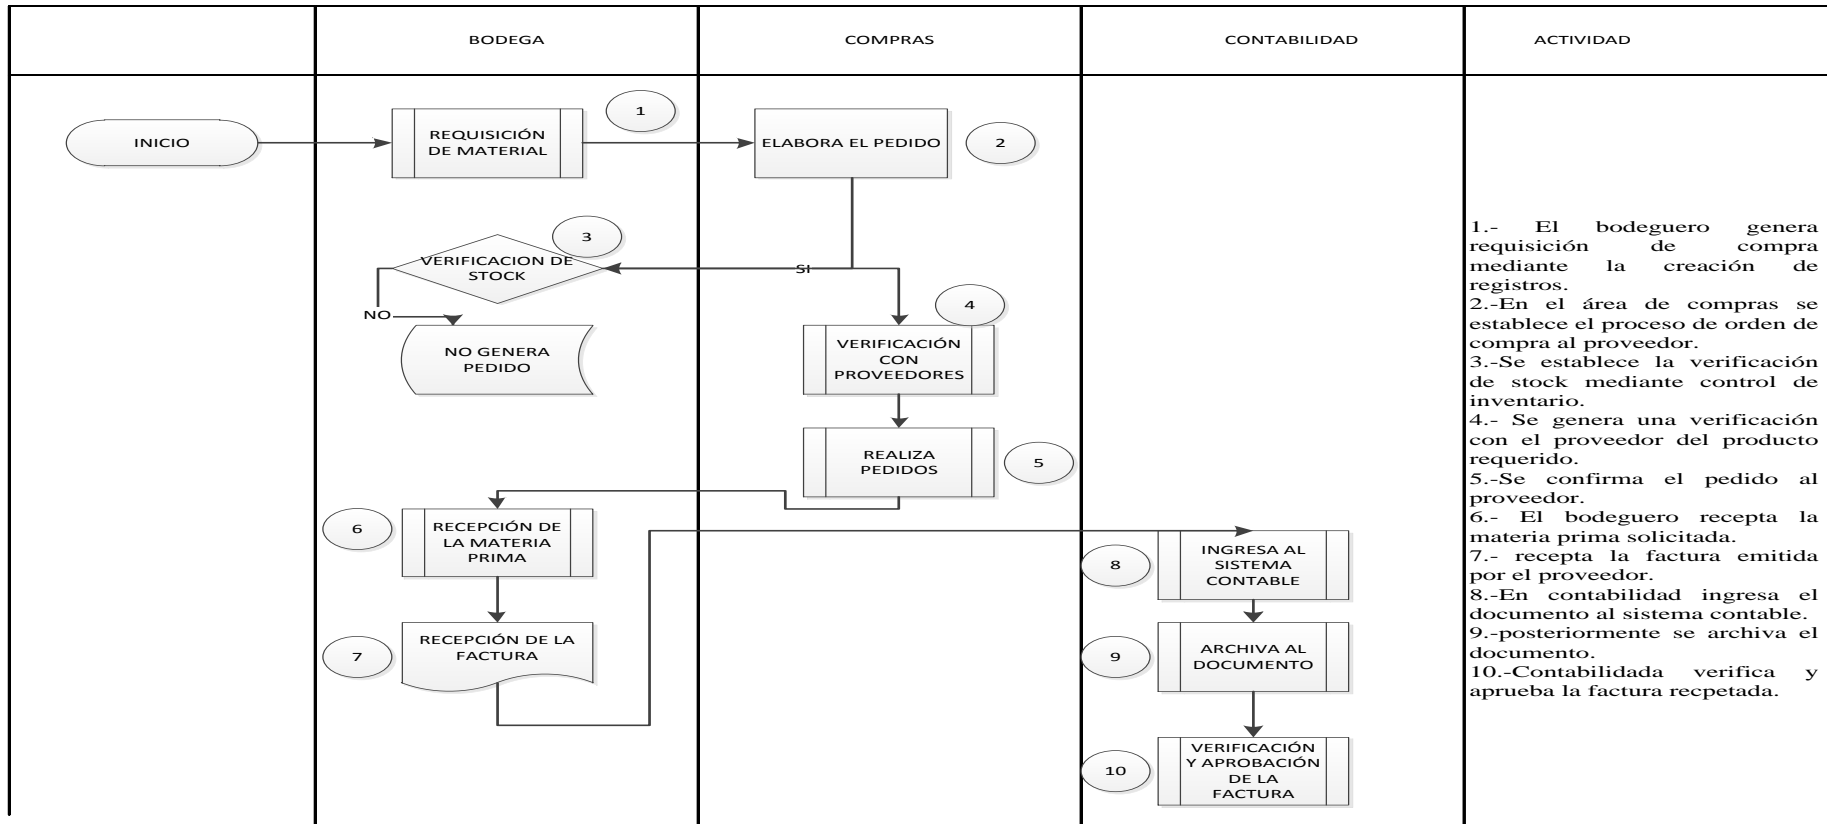 BODEGA
COMPRAS
CONTABILIDAD
ACTIVIDAD
INICIO
REQUISICIÓN
DE MATERIAL
1
ELABORA EL PEDIDO
2
3
VERIFICACION DE
STOCK
SI
NO
NO GENERA
PEDIDO
4
VERIFICACIÓN
CON
PROVEEDORES
REALIZA
PEDIDOS
5
6
RECEPCIÓN DE
LA MATERIA
PRIMA
7
RECEPCIÓN DE LA
FACTURA
8
INGRESA AL
SISTEMA
CONTABLE
9
ARCHIVA AL
DOCUMENTO
10
VERIFICACIÓN
Y APROBACIÓN
DE LA
FACTURA
1.- El bodeguero genera
requisición de compra
mediante la creación de
registros.
2.-En el área de compras se
establece el proceso de orden de
compra al proveedor.
3.-Se establece la verificación
de stock mediante control de
inventario.
4.- Se genera una verificación
con el proveedor del producto
requerido.
5.-Se confirma el pedido al
proveedor.
6.- El bodeguero recepta la
materia prima solicitada.
7.- recepta la factura emitida
por el proveedor.
8.-En contabilidad ingresa el
documento al sistema contable.
9.-posteriormente se archiva el
documento.
10.-Contabilidada verifica y
aprueba la factura recpetada.